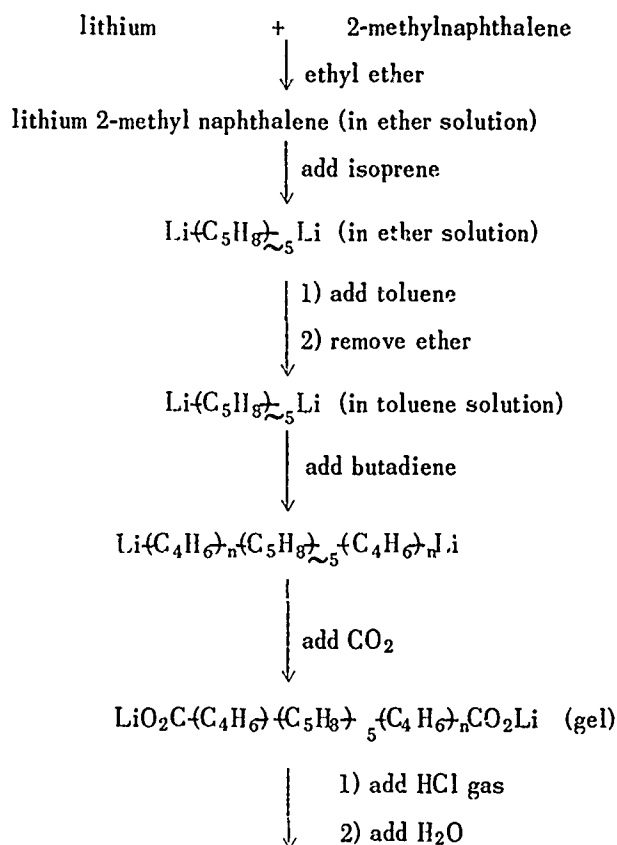 lithium + 2-methylnaphthalene
ethyl ether
lithium 2-methyl naphthalene (in ether solution)
add isoprene
Li-(C5H8)-~5Li (in ether solution)
1) add toluene
2) remove ether
Li-(C5H8)-~5Li (in toluene solution)
add butadiene
Li-(C4H6)-n-(C5H8)-~5-(C4H6)-nLi
add CO2
LiO2C-(C4H6)-(C5H8)- 5-(C4H6)-nCO2Li (gel)
1) add HCl gas
2) add H2O